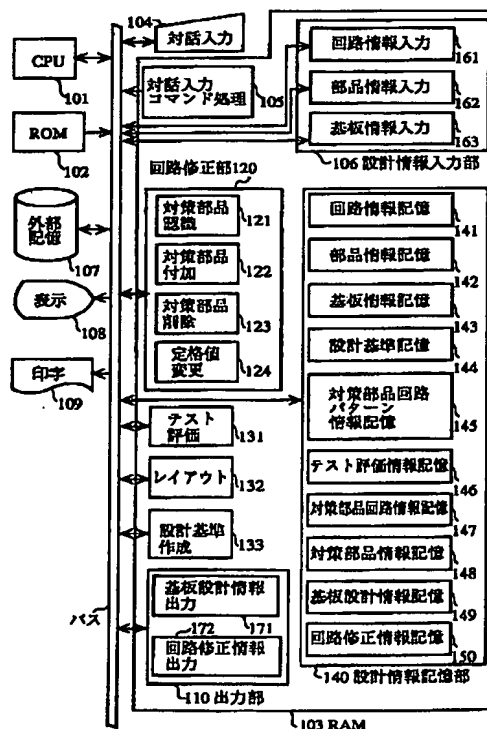 104
対話入力
CPU
101
対話入力
コマンド処理
105
ROM
102
回路情報入力
161
部品情報入力
162
基板情報入力
163
106 設計情報入力部
外部
記憶
107
表示
108
印字
109
回路修正部120
対策部品
認識
121
対策部品
付加
122
対策部品
削除
123
定格値
変更
124
テスト
評価
131
レイアウト
132
設計基準
作成
133
基板設計情報
出力
171
172
回路修正情報
出力
110 出力部
バス
回路情報記憶
141
部品情報記憶
142
基板情報記憶
143
設計基準記憶
144
対策部品回路
パターン
情報記憶
145
テスト評価情報記憶
146
対策部品回路情報記憶
147
対策部品情報記憶
148
基板設計情報記憶
149
回路修正情報記憶
150
140 設計情報記憶部
103 RAM